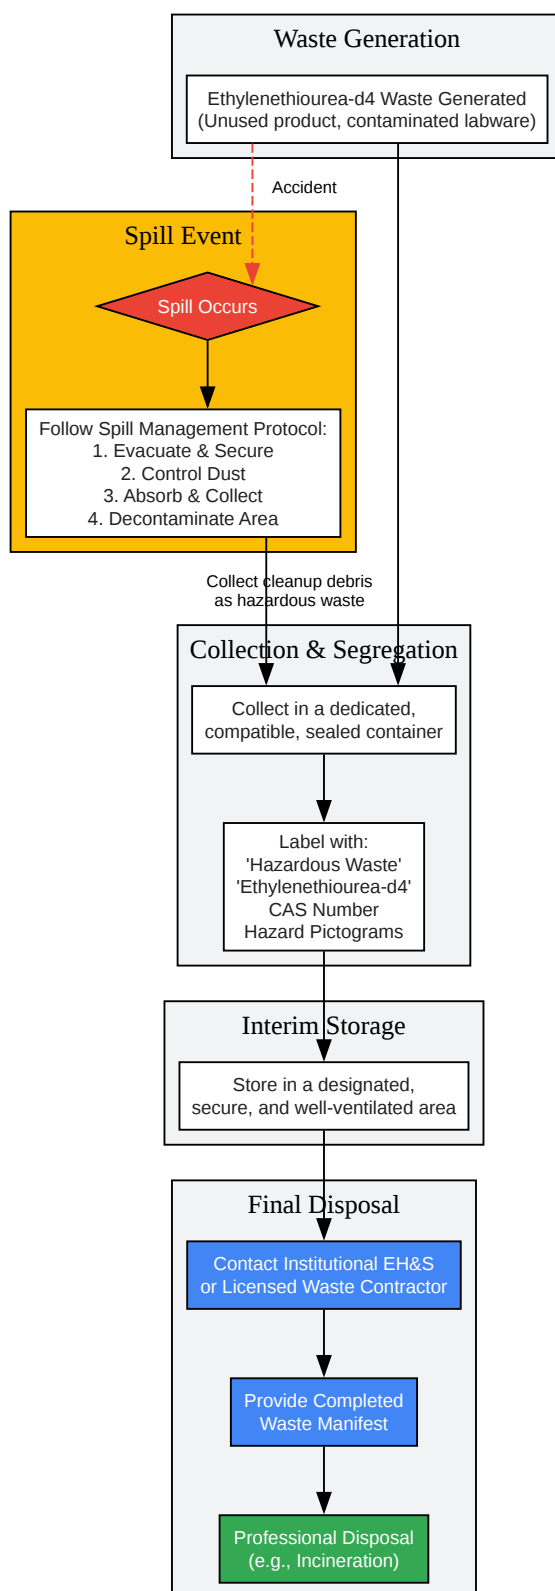 Waste Generation
Ethylenethiourea-d4 Waste Generated
(Unused product, contaminated labware)
Accident
Spill Event
Spill Occurs
Follow Spill Management Protocol:
1. Evacuate & Secure
2. Control Dust
3. Absorb & Collect
4. Decontaminate Area
Collect cleanup debris
as hazardous waste
Collection & Segregation
Collect in a dedicated,
compatible, sealed container
Label with:
'Hazardous Waste'
'Ethylenethiourea-d4'
CAS Number
Hazard Pictograms
Interim Storage
Store in a designated,
secure, and well-ventilated area
Final Disposal
Contact Institutional EH&S
or Licensed Waste Contractor
Provide Completed
Waste Manifest
Professional Disposal
(e.g., Incineration)